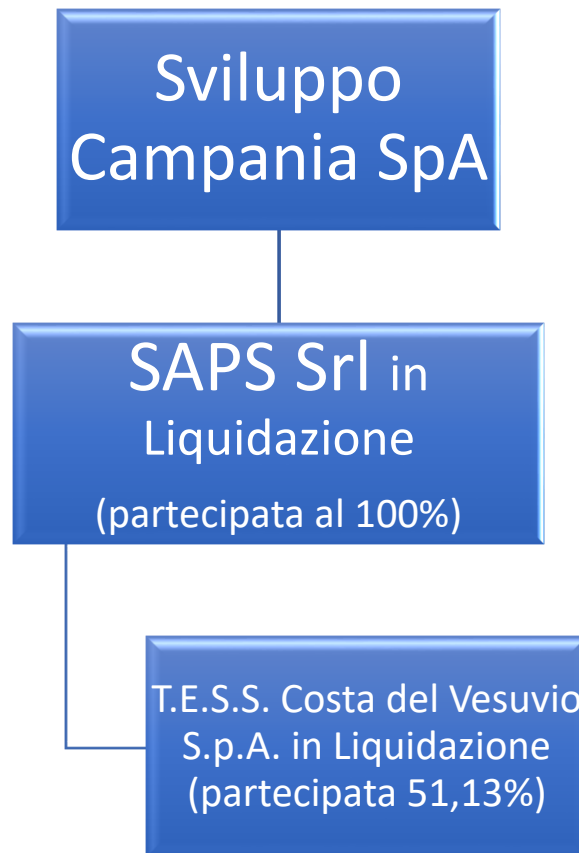 Sviluppo
Campania SpA
SAPS Srl in
Liquidazione
(partecipata al 100%)
T.E.S.S. Costa del Vesuvio
S.p.A. in Liquidazione
(partecipata 51,13%)